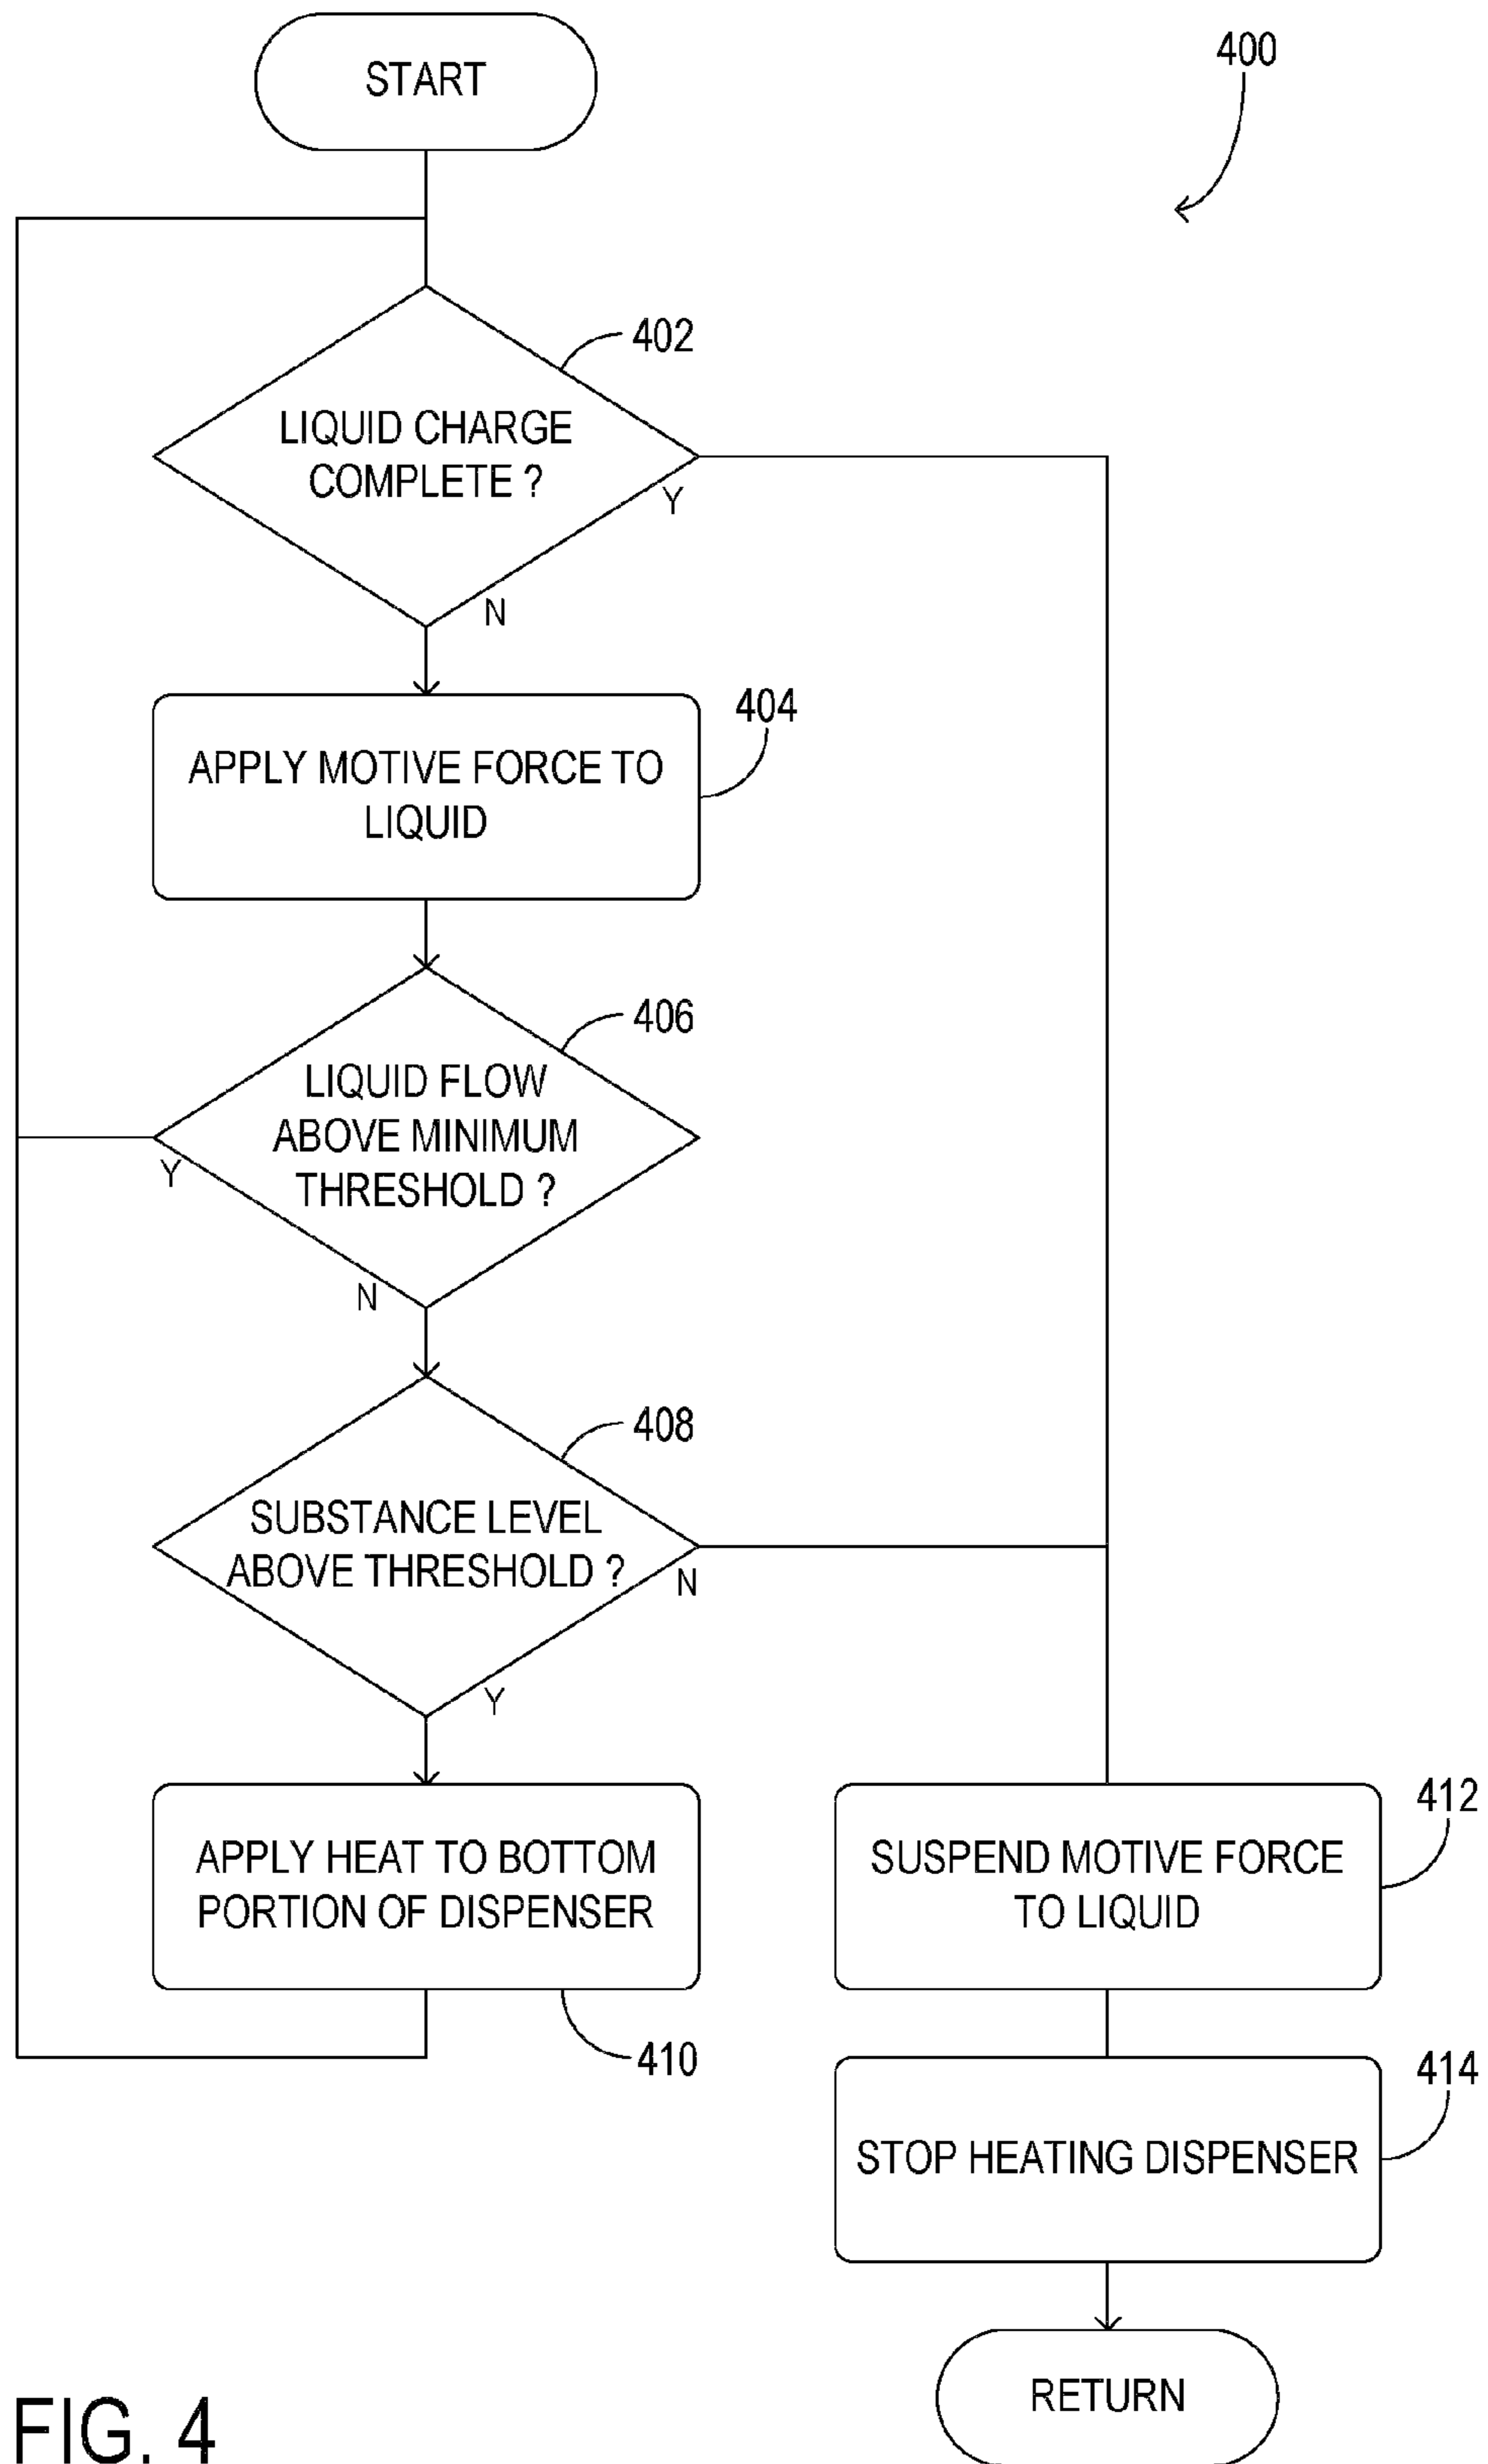 START
400
402
LIQUID CHARGE
COMPLETE ?
Y
N
404
APPLY MOTIVE FORCE TO
LIQUID
406
LIQUID FLOW
ABOVE MINIMUM
THRESHOLD ?
Y
N
408
SUBSTANCE LEVEL
ABOVE THRESHOLD ?
N
Y
APPLY HEAT TO BOTTOM
PORTION OF DISPENSER
410
412
SUSPEND MOTIVE FORCE
TO LIQUID
414
STOP HEATING DISPENSER
RETURN
FIG. 4